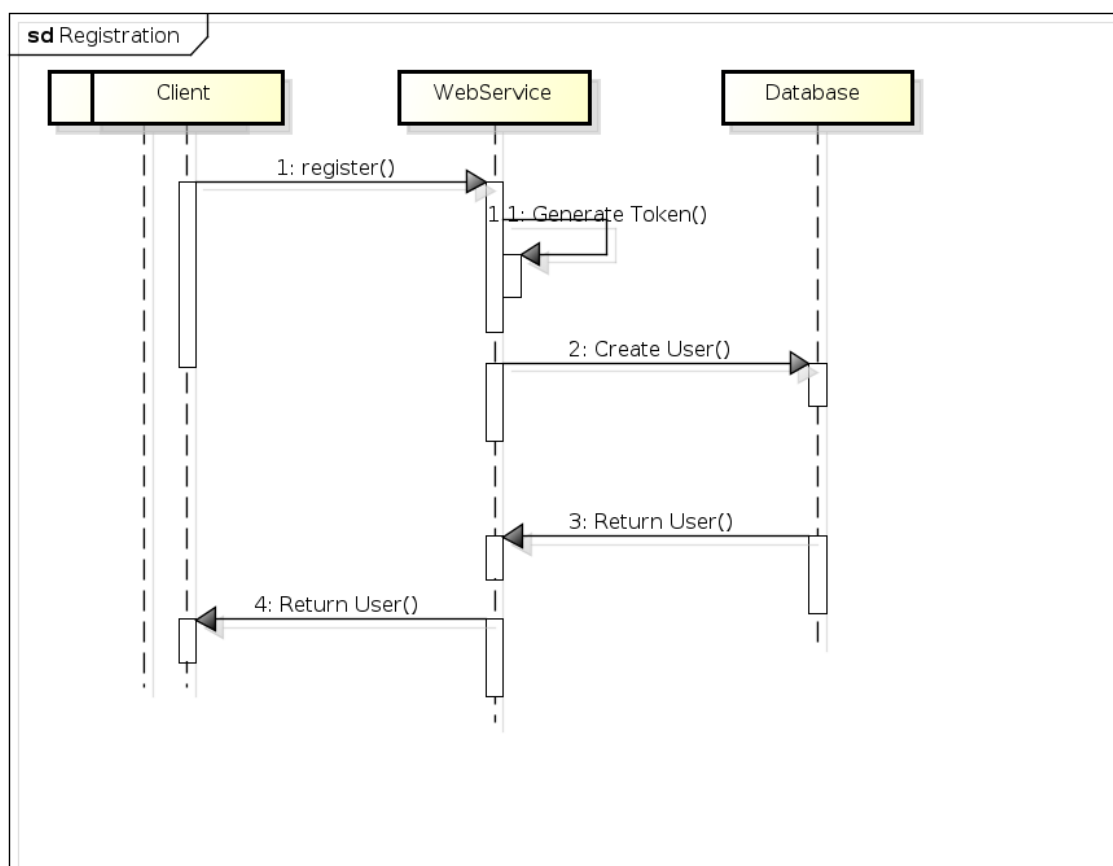 sd Registration
Client
WebService
Database
1: register()
1.1: Generate Token()
2: Create User()
3: Return User()
4: Return User()